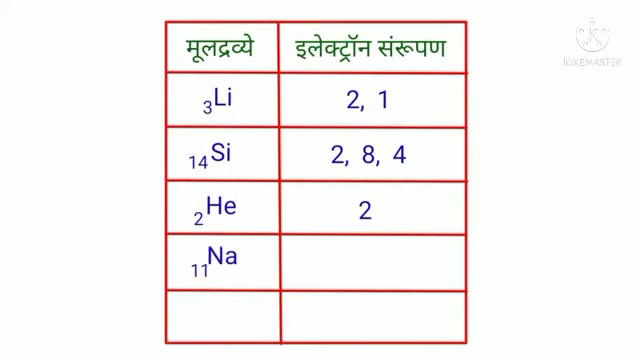 KINEMASTER
मूलद्रव्ये इलेक्ट्रॉन संरूपण
₃Li 2, 1
₁₄Si 2, 8, 4
₂He 2
₁₁Na